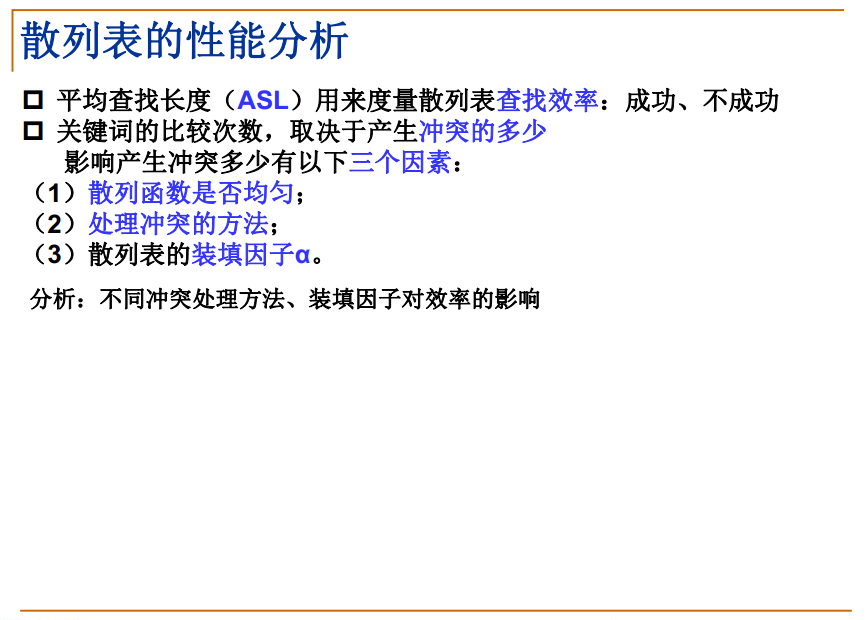 散列表的性能分析
平均查找长度（ASL）用来度量散列表查找效率：成功、不成功
关键词的比较次数，取决于产生冲突的多少
影响产生冲突多少有以下三个因素：
（1）散列函数是否均匀；
（2）处理冲突的方法；
（3）散列表的装填因子α。
分析：不同冲突处理方法、装填因子对效率的影响